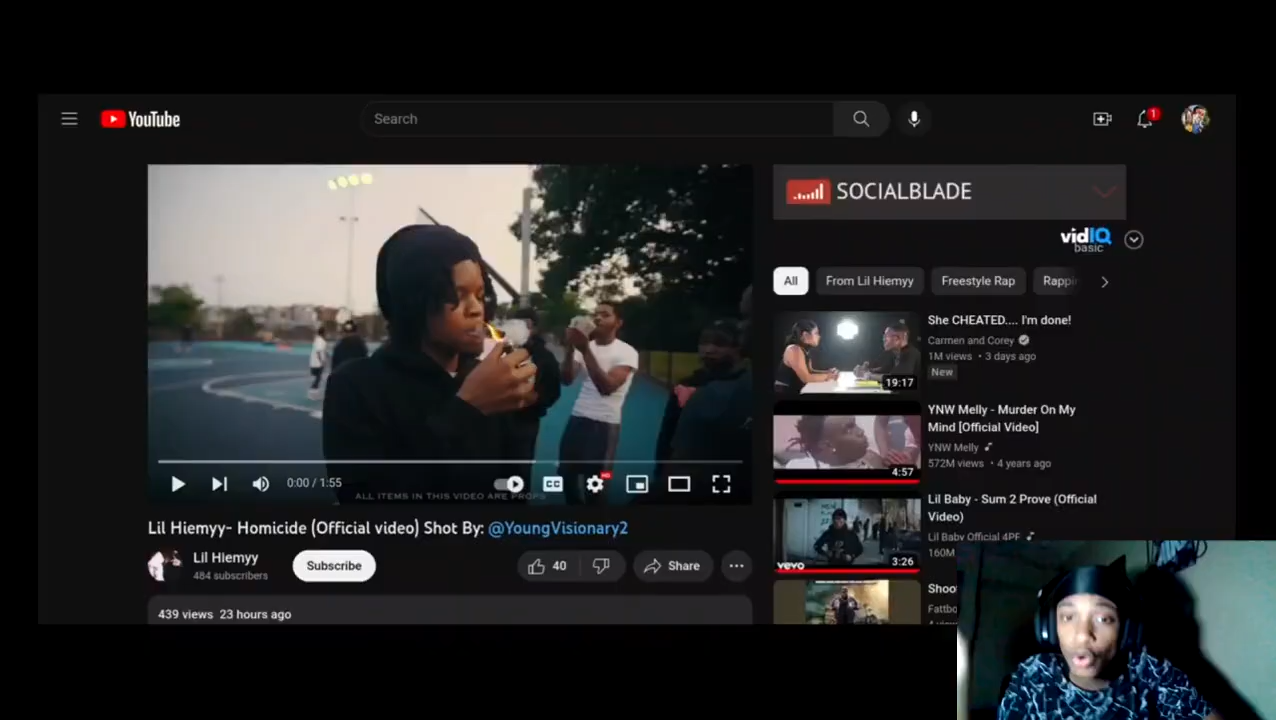 YouTube
Search
1
SOCIALBLADE
vidIQ
basic
All
From Lil Hiemyy
Freestyle Rap
She CHEATED.... I'm done!
Carmen and Corey
1M views • 3 days ago
New
19:17
YNW Melly - Murder On My
Mind [Official Video]
YNW Melly
572M views • 4 years ago
4:57
Lil Baby - Sum 2 Prove (Official
Video)
Lil Baby Official 4PF
160M
vevo
3:26
Shoo
Fattbo
0:00 / 1:55
CC
HD
ALL ITEMS IN THIS VIDEO ARE PROPS
Lil Hiemyy- Homicide (Official video) Shot By: @YoungVisionary2
Lil Hiemyy
484 subscribers
Subscribe
40
Share
439 views 23 hours ago